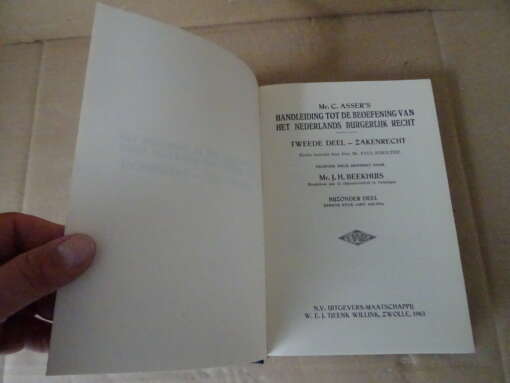 Mr. C. ASSER'S
HANDLEIDING TOT DE BEOEFENING VAN
HET NEDERLANDS BURGERLIJK RECHT
TWEEDE DEEL — ZAKENRECHT
Mr. J. H. BEEKHUIS
BIJZONDER DEEL
N.V. UITGEVERS-MAATSCHAPPIJ
W. E. J. TJEENK WILLINK, ZWOLLE, 1963